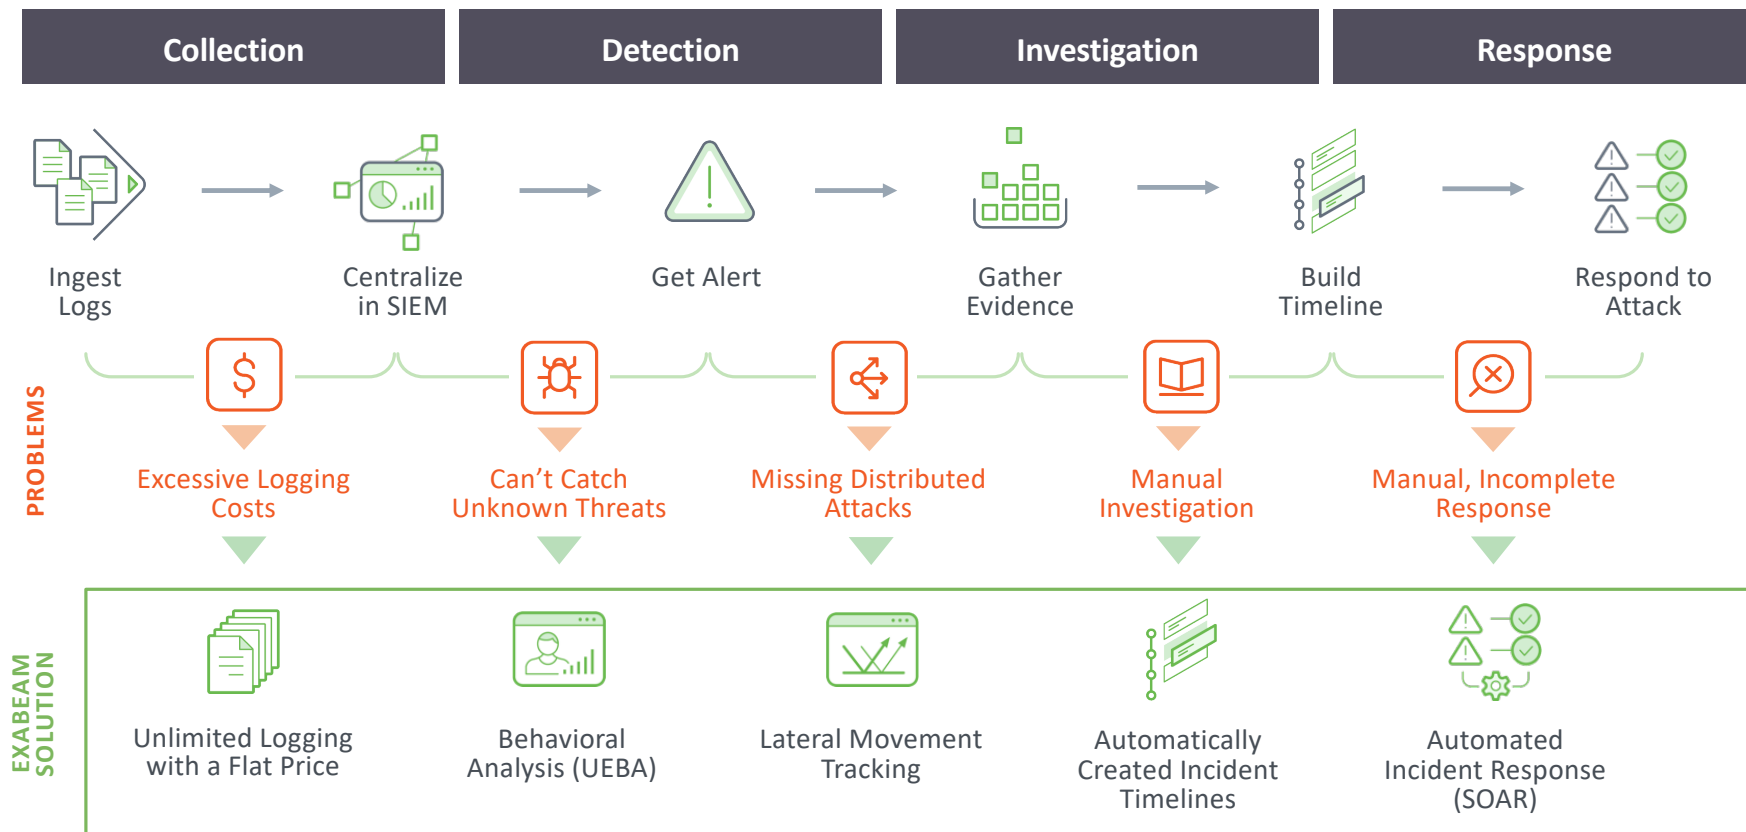 Collection
Detection
Investigation
Response
Ingest
Logs
Centralize
in SIEM
Get Alert
Gather
Evidence
Build
Timeline
Respond to
Attack
PROBLEMS
Excessive Logging
Costs
Can’t Catch
Unknown Threats
Missing Distributed
Attacks
Manual
Investigation
Manual, Incomplete
Response
EXABEAM
SOLUTION
Unlimited Logging
with a Flat Price
Behavioral
Analysis (UEBA)
Lateral Movement
Tracking
Automatically
Created Incident
Timelines
Automated
Incident Response
(SOAR)